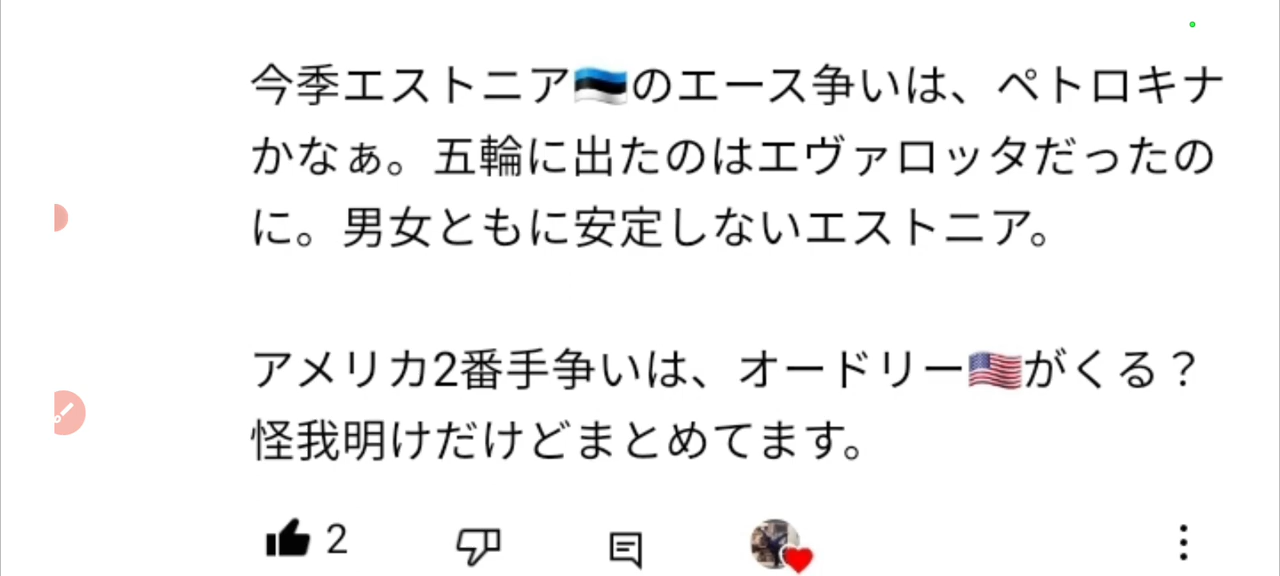 今季エストニア🇪🇪のエース争いは、ペトロキナ
かなぁ。五輪に出たのはエヴァロッタだったの
に。男女ともに安定しないエストニア。
アメリカ2番手争いは、オードリー🇺🇸がくる？
怪我明けだけどまとめてます。
2